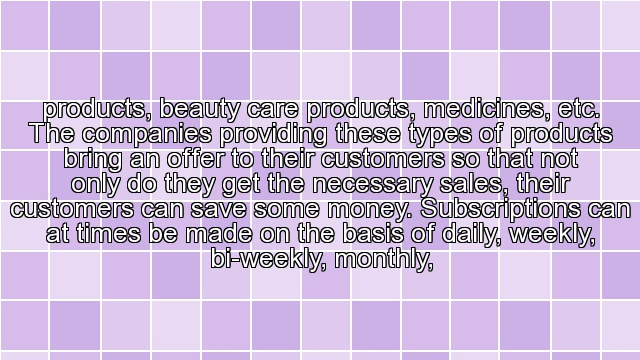 products, beauty care products, medicines, etc.
The companies providing these types of products
bring an offer to their customers so that not
only do they get the necessary sales, their
customers can save some money. Subscriptions can
at times be made on the basis of daily, weekly,
bi-weekly, monthly,